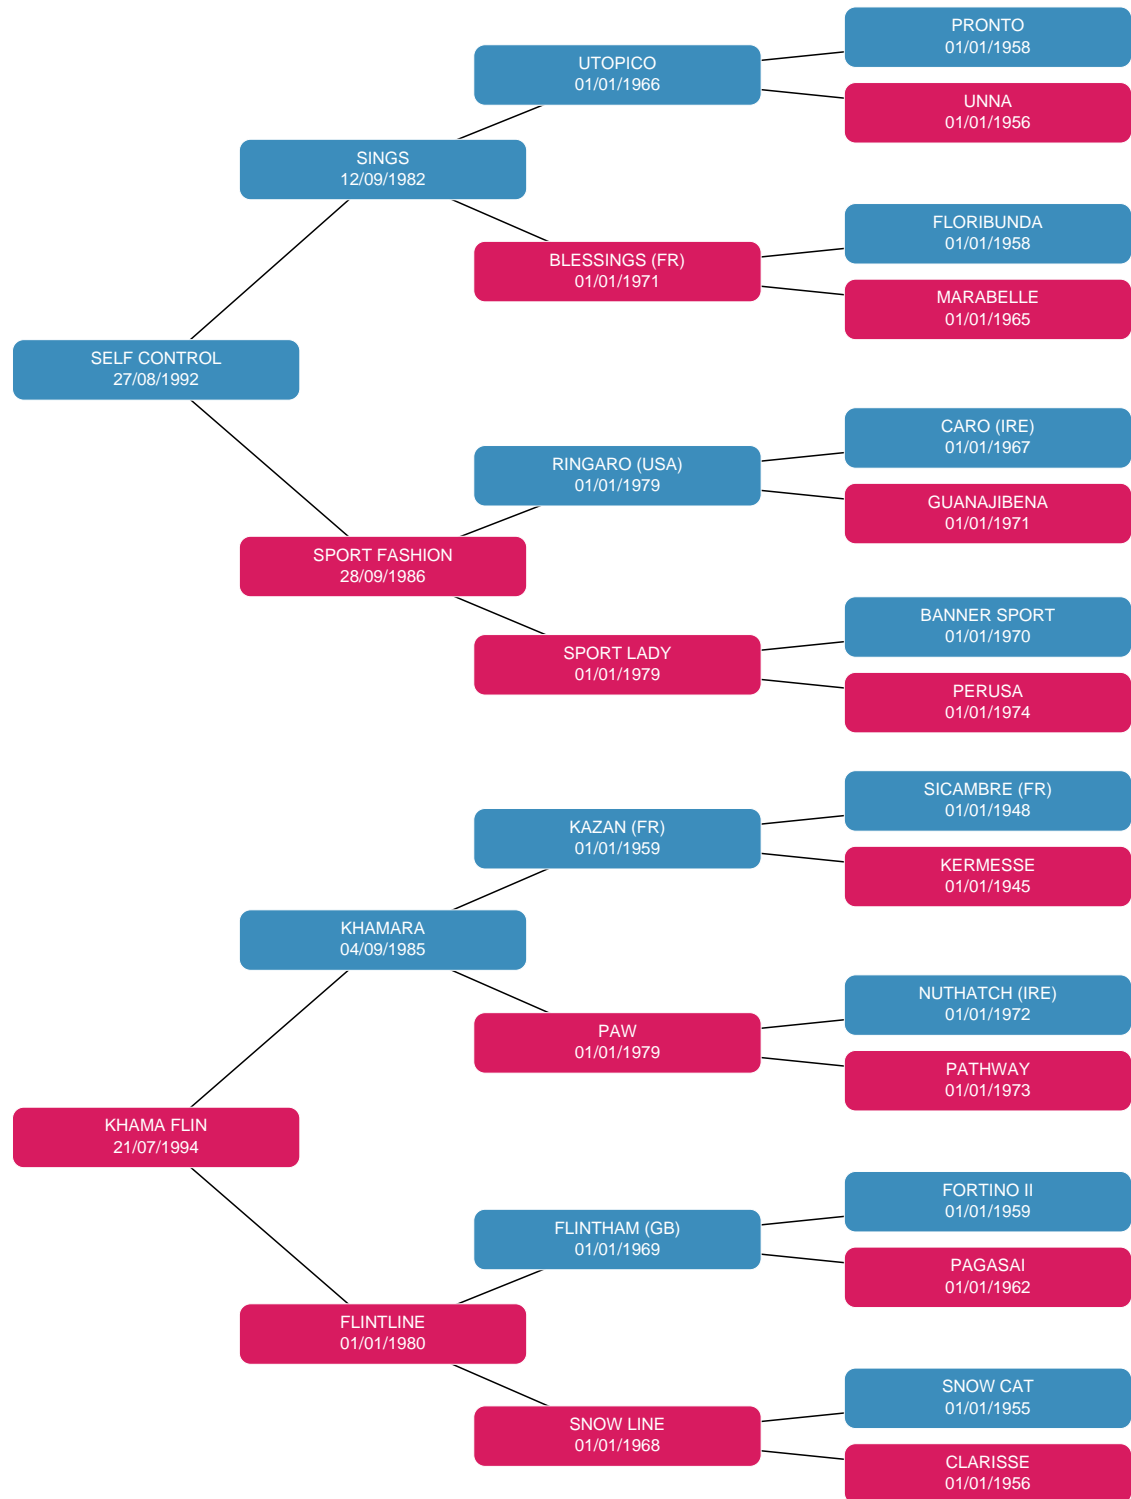 PRONTO
01/01/1958
UTOPICO
01/01/1966
UNNA
01/01/1956
SINGS
12/09/1982
FLORIBUNDA
01/01/1958
BLESSINGS (FR)
01/01/1971
MARABELLE
01/01/1965
SELF CONTROL
27/08/1992
CARO (IRE)
01/01/1967
RINGARO (USA)
01/01/1979
GUANAJIBENA
01/01/1971
SPORT FASHION
28/09/1986
BANNER SPORT
01/01/1970
SPORT LADY
01/01/1979
PERUSA
01/01/1974
SICAMBRE (FR)
01/01/1948
KAZAN (FR)
01/01/1959
KERMESSE
01/01/1945
KHAMARA
04/09/1985
NUTHATCH (IRE)
01/01/1972
PAW
01/01/1979
PATHWAY
01/01/1973
KHAMA FLIN
21/07/1994
FORTINO II
01/01/1959
FLINTHAM (GB)
01/01/1969
PAGASAI
01/01/1962
FLINTLINE
01/01/1980
SNOW CAT
01/01/1955
SNOW LINE
01/01/1968
CLARISSE
01/01/1956